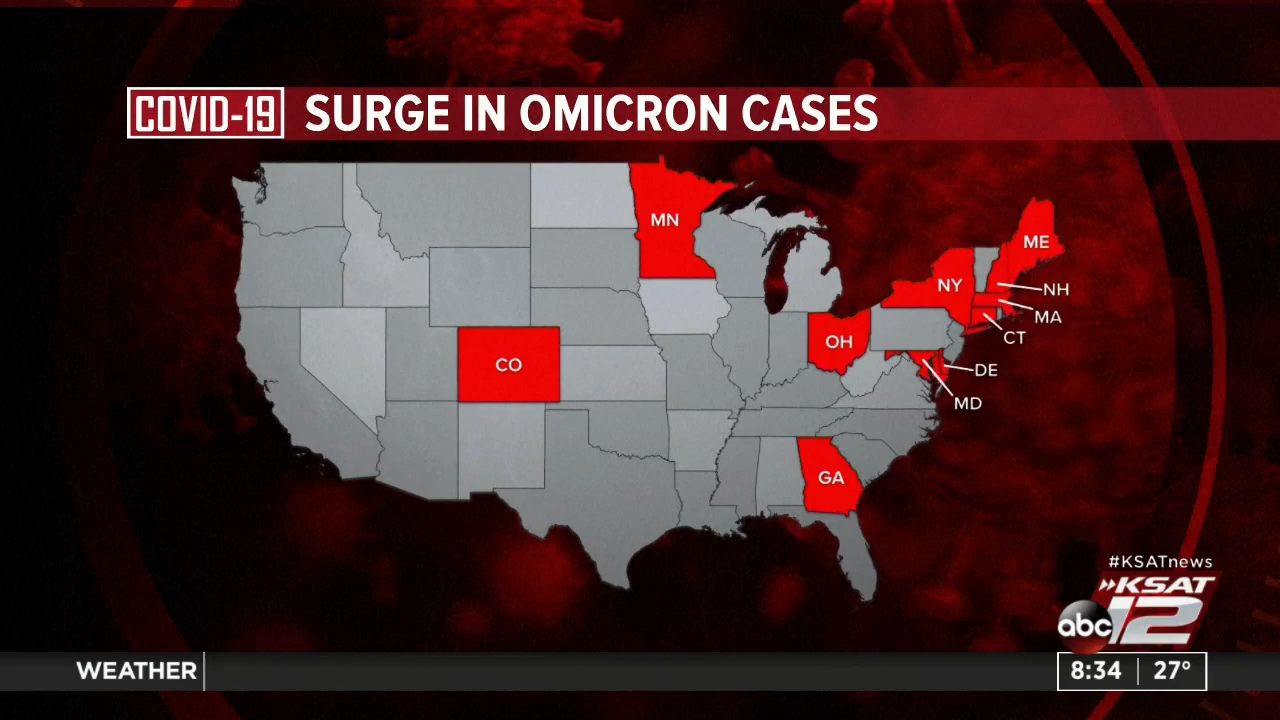 COVID-19 SURGE IN OMICRON CASES
MN
ME
NY
NH
MA
OH
CT
CO
DE
MD
GA
#KSATnews
KSAT
abc 12
WEATHER
8:34 27°